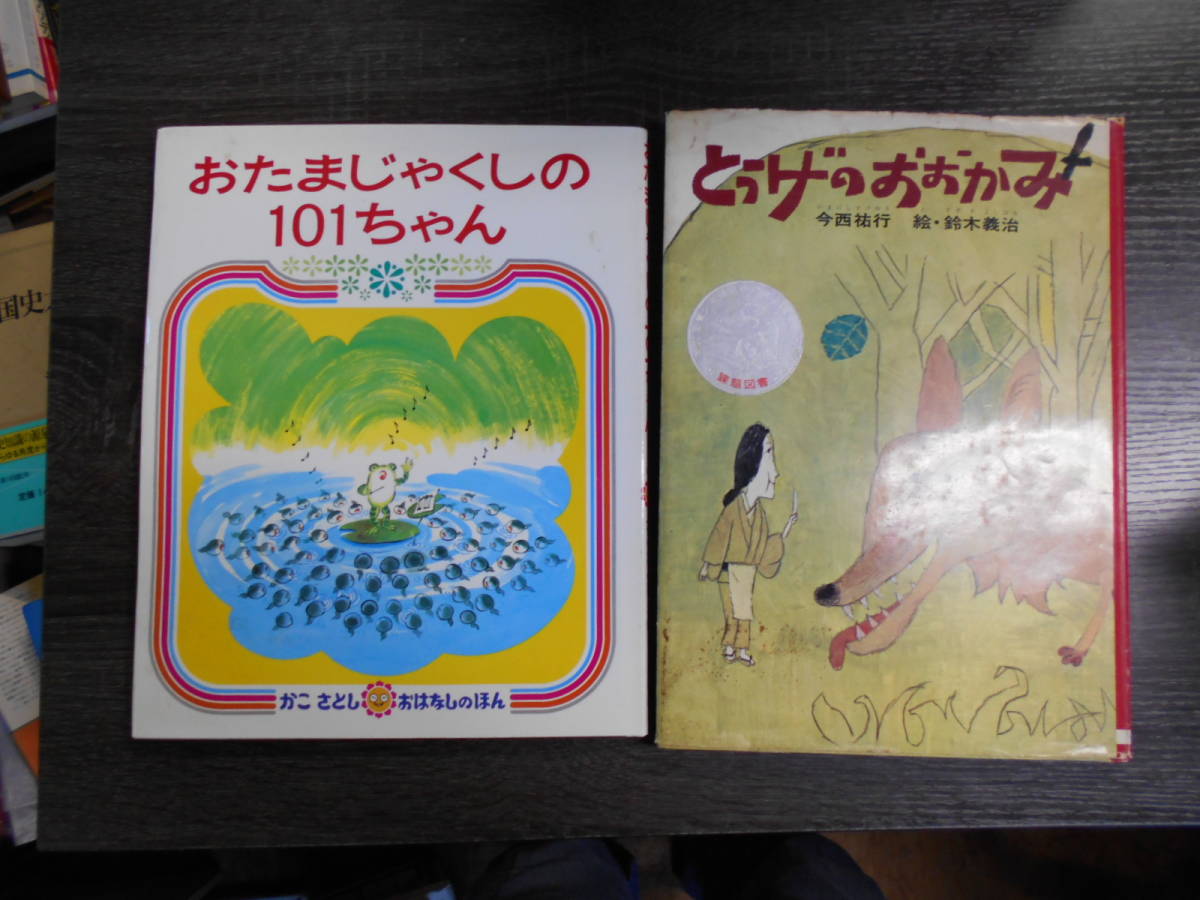 おたまじゃくしの
101ちゃん
かこ さとし おはなしのほん
とうげのおおかみ
今西祐行 絵・鈴木義治
課題図書
国史